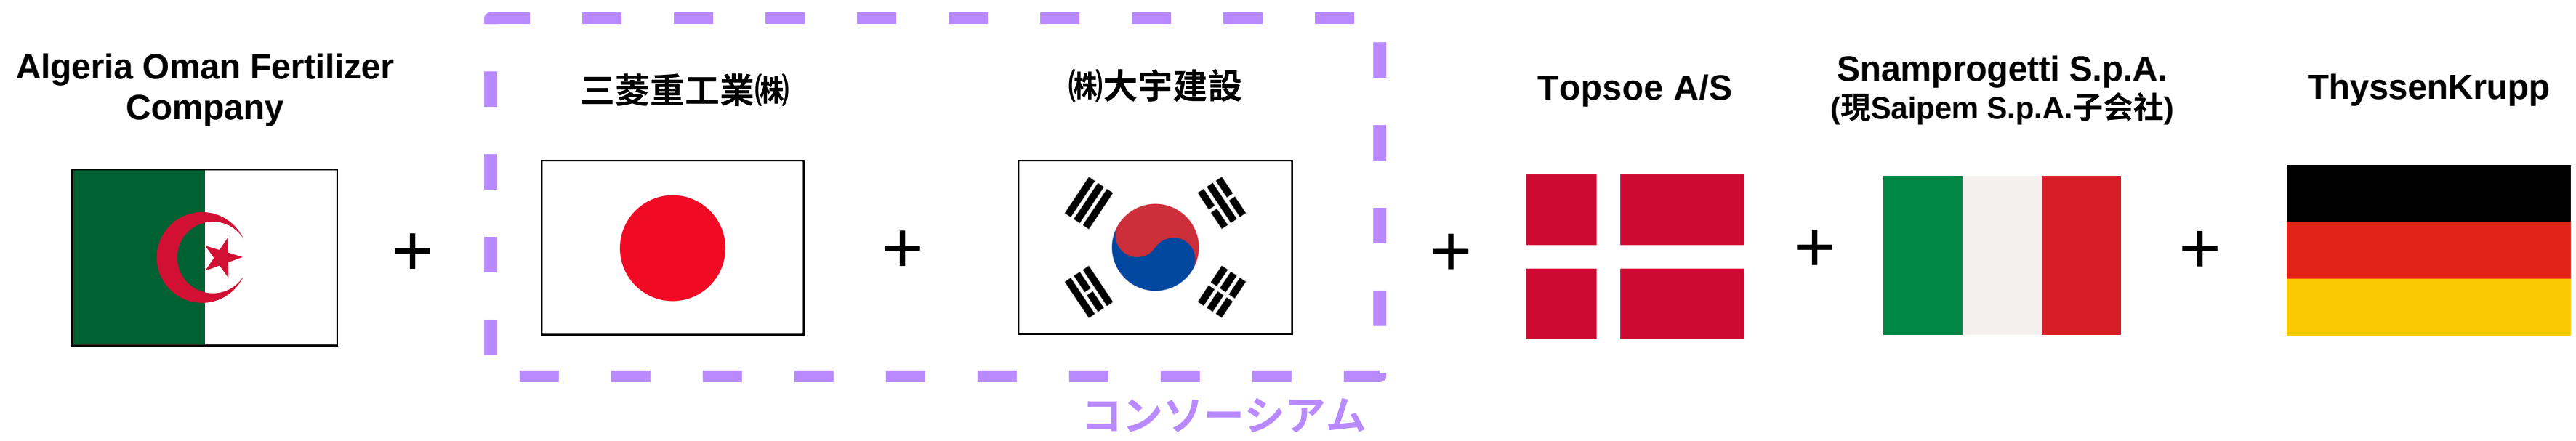 Algeria Oman Fertilizer
Company
+
三菱重工業㈱
+
㈱大宇建設
コンソーシアム
+
Topsoe A/S
+
Snamprogetti S.p.A.
(現Saipem S.p.A.子会社)
+
ThyssenKrupp